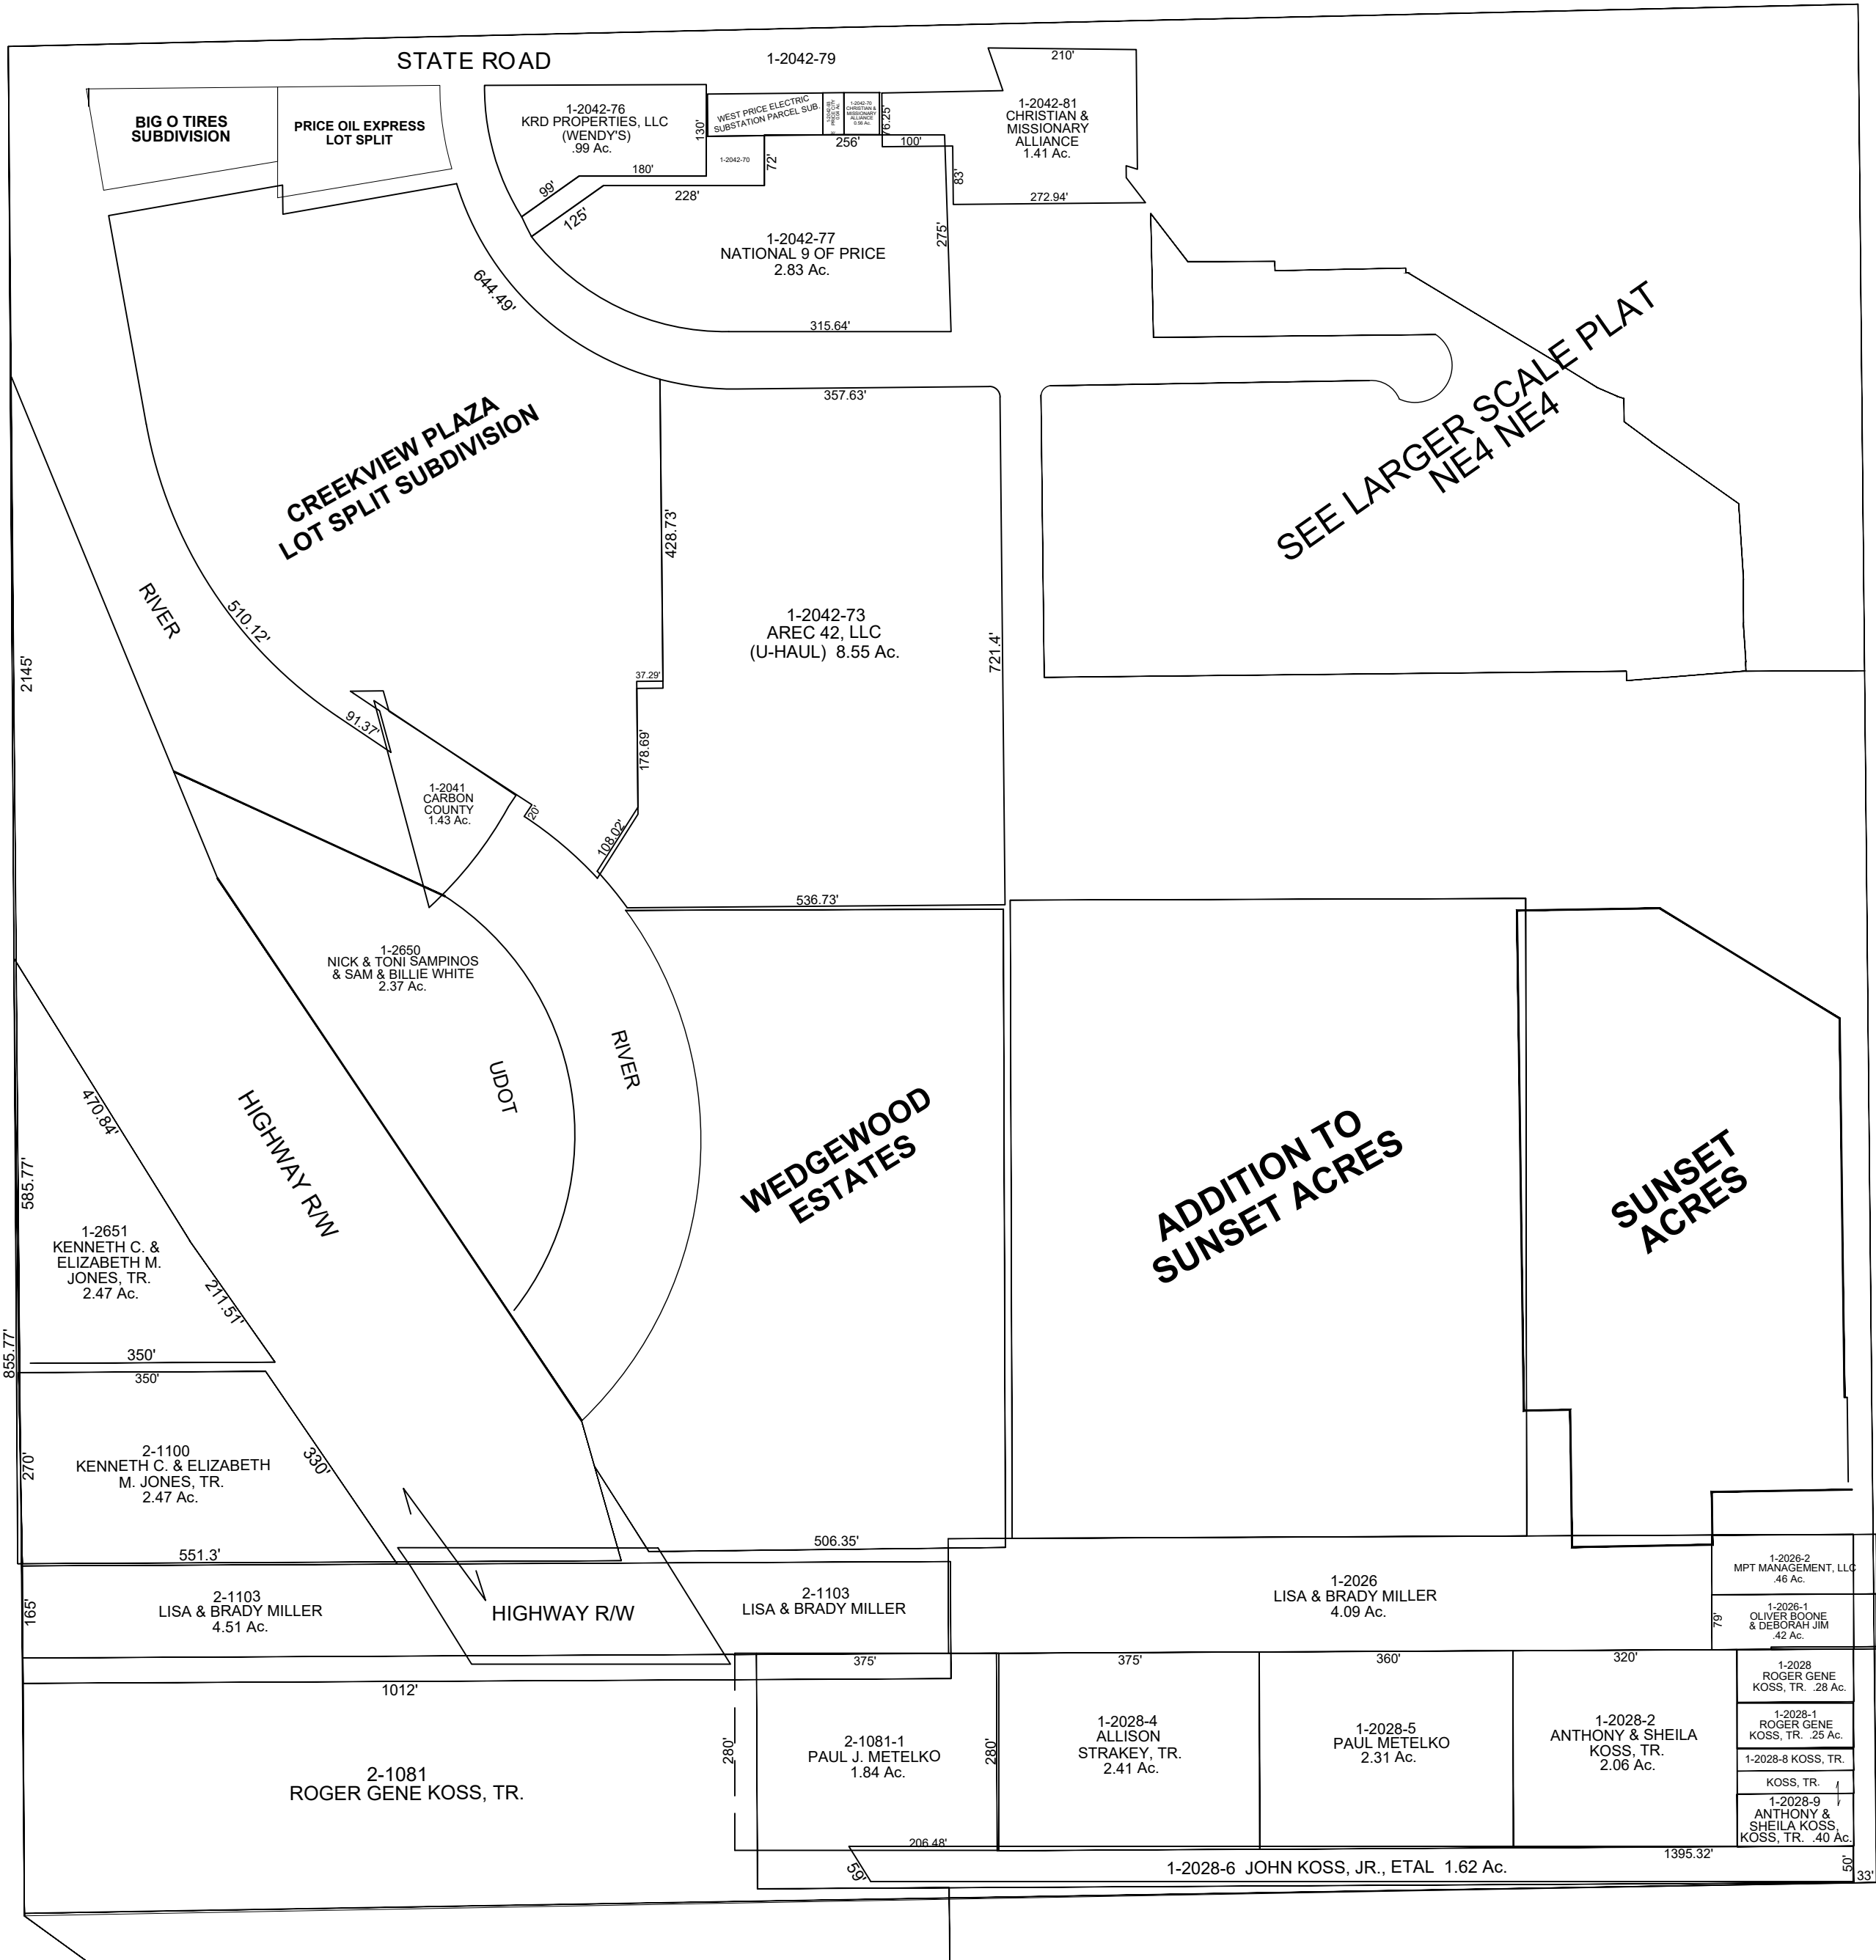 STATE ROAD
1-2042-79
210'
BIG O TIRES
SUBDIVISION
PRICE OIL EXPRESS
LOT SPLIT
1-2042-76
KRD PROPERTIES, LLC
(WENDY'S)
.99 Ac.
130'
180'
99'
WEST PRICE ELECTRIC
SUBSTATION PARCEL SUB.
1-2042-70
CHRISTIAN &
MISSIONARY
ALLIANCE
76.25'
1-2042-81
CHRISTIAN &
MISSIONARY
ALLIANCE
1.41 Ac.
256'
100'
1-2042-70
72'
83'
272.94'
228'
125'
1-2042-77
NATIONAL 9 OF PRICE
2.83 Ac.
275'
315.64'
644.49'
357.63'
SEE LARGER SCALE PLAT
NE4 NE4
CREEKVIEW PLAZA
LOT SPLIT SUBDIVISION
428.73'
RIVER
510.12'
2145'
1-2042-73
AREC 42, LLC
(U-HAUL) 8.55 Ac.
721.4'
37.29'
91.37'
178.69'
1-2041
CARBON
COUNTY
1.43 Ac.
20'
108.02'
536.73'
1-2650
NICK & TONI SAMPINOS
& SAM & BILLIE WHITE
2.37 Ac.
RIVER
UDOT
470.84'
HIGHWAY R/W
WEDGEWOOD
ESTATES
ADDITION TO
SUNSET ACRES
SUNSET
ACRES
585.77'
1-2651
KENNETH C. &
ELIZABETH M.
JONES, TR.
2.47 Ac.
211.51'
855.77'
350'
350'
2-1100
KENNETH C. & ELIZABETH
M. JONES, TR.
2.47 Ac.
270'
330'
551.3'
506.35'
165'
2-1103
LISA & BRADY MILLER
4.51 Ac.
HIGHWAY R/W
2-1103
LISA & BRADY MILLER
1-2026
LISA & BRADY MILLER
4.09 Ac.
1-2026-2
MPT MANAGEMENT, LLC
.46 Ac.
79'
1-2026-1
OLIVER BOONE
& DEBORAH JIM
.42 Ac.
375'
375'
360'
320'
1012'
1-2028
ROGER GENE
KOSS, TR. .28 Ac.
1-2028-1
ROGER GENE
KOSS, TR. .25 Ac.
1-2028-8 KOSS, TR.
KOSS, TR.
1-2028-9
ANTHONY &
SHEILA KOSS,
KOSS, TR. .40 Ac.
2-1081
ROGER GENE KOSS, TR.
280'
2-1081-1
PAUL J. METELKO
1.84 Ac.
280'
1-2028-4
ALLISON
STRAKEY, TR.
2.41 Ac.
1-2028-5
PAUL METELKO
2.31 Ac.
1-2028-2
ANTHONY & SHEILA
KOSS, TR.
2.06 Ac.
206.48'
59'
1-2028-6 JOHN KOSS, JR., ETAL 1.62 Ac.
1395.32'
50'
33'